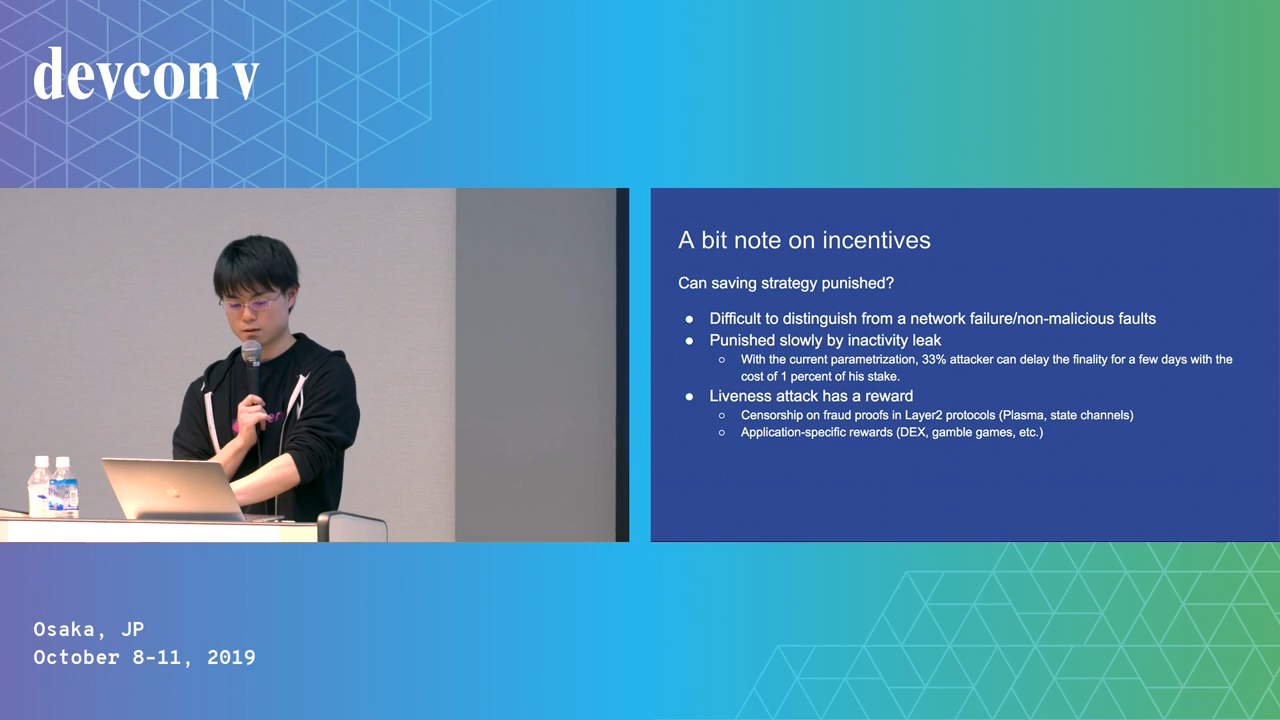 devcon v
A bit note on incentives
Can saving strategy punished?
● Difficult to distinguish from a network failure/non-malicious faults
● Punished slowly by inactivity leak
○ With the current parametrization, 33% attacker can delay the finality for a few days with the
cost of 1 percent of his stake.
● Liveness attack has a reward
○ Censorship on fraud proofs in Layer2 protocols (Plasma, state channels)
○ Application-specific rewards (DEX, gamble games, etc.)
Osaka, JP
October 8-11, 2019